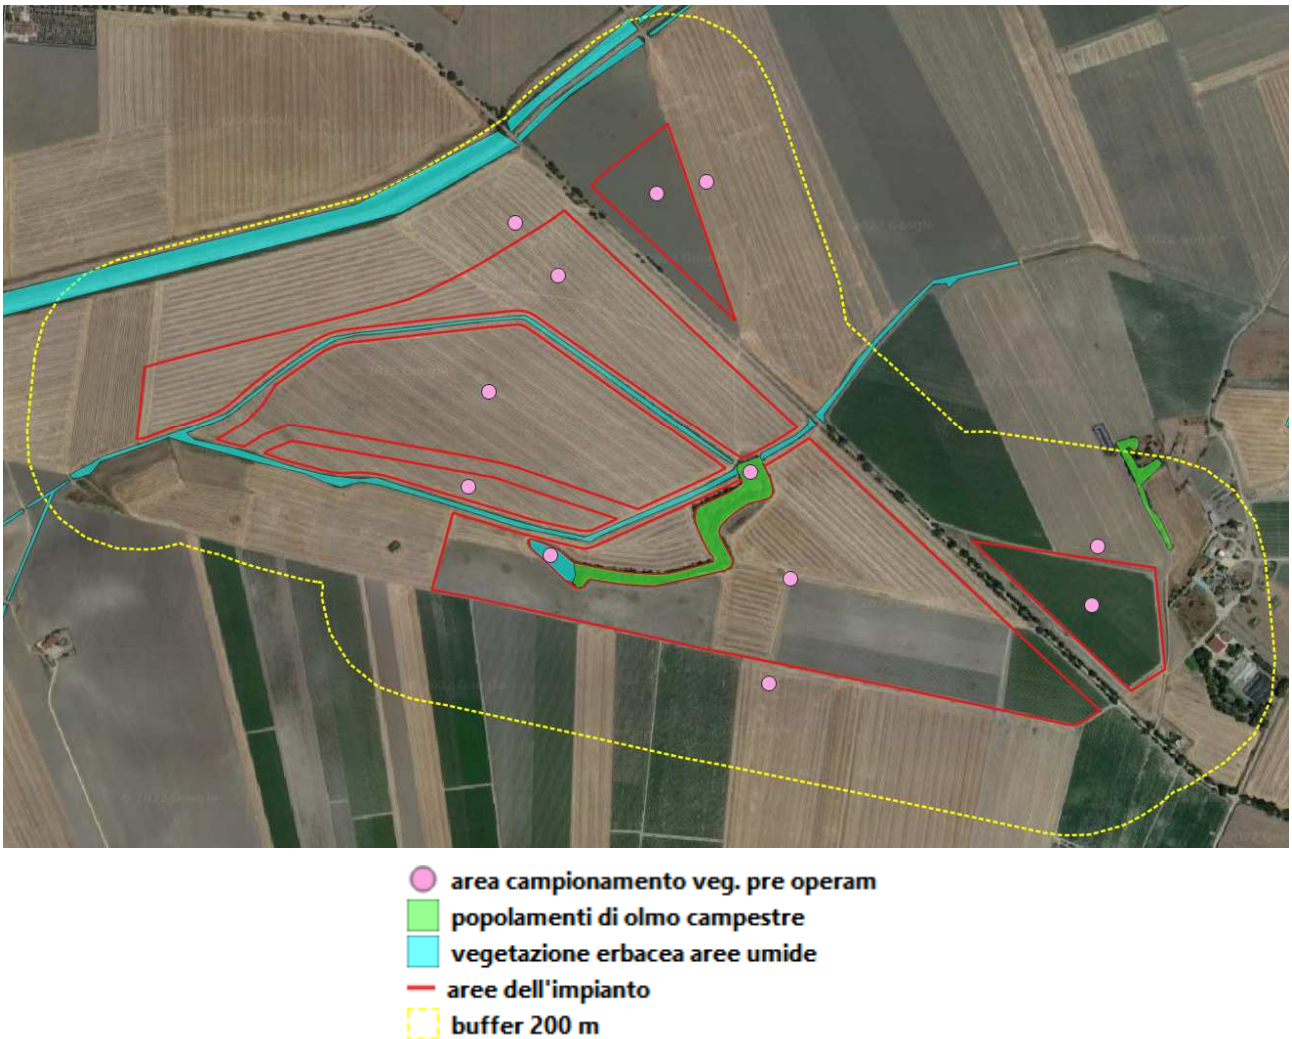 area campionamento veg. pre operam
popolamenti di olmo campestre
vegetazione erbacea aree umide
aree dell'impianto
buffer 200 m